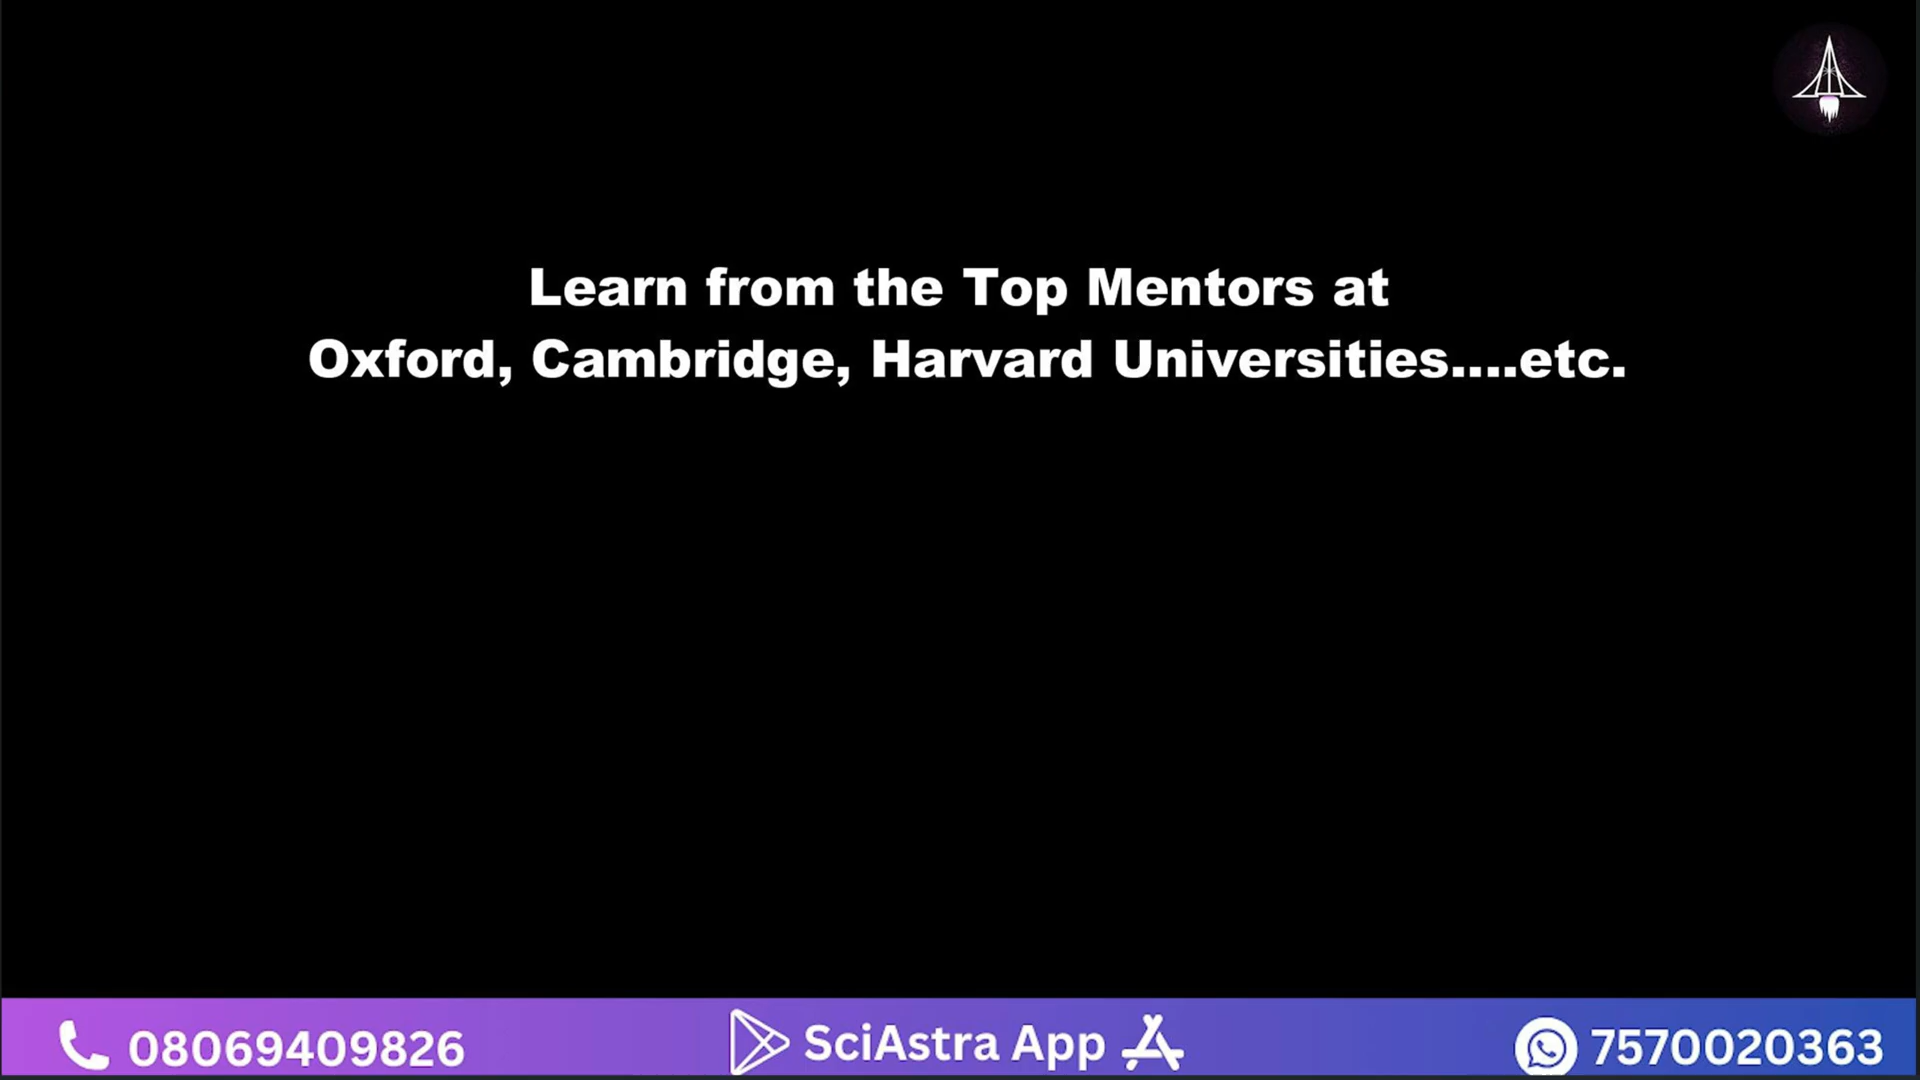 Learn from the Top Mentors at
Oxford, Cambridge, Harvard Universities....etc.
08069409826
SciAstra App
7570020363